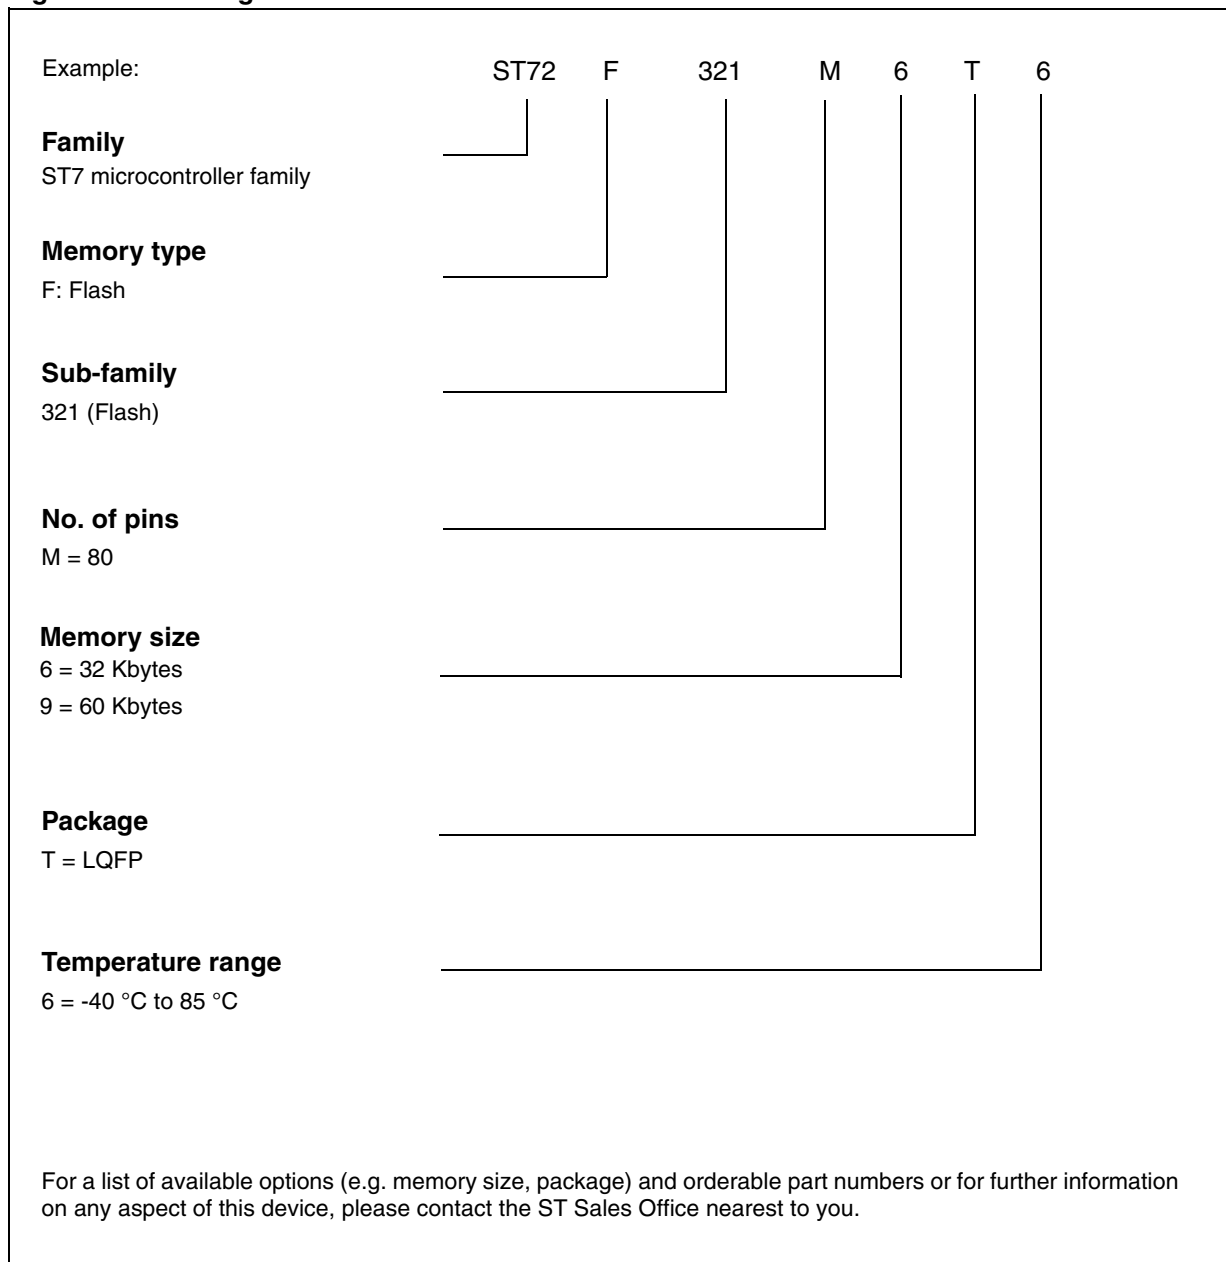 Example: ST72 F 321 M 6 T 6
Family
ST7 microcontroller family
Memory type
F: Flash
Sub-family
321 (Flash)
No. of pins
M = 80
Memory size
6 = 32 Kbytes
9 = 60 Kbytes
Package
T = LQFP
Temperature range
6 = -40 °C to 85 °C
For a list of available options (e.g. memory size, package) and orderable part numbers or for further information
on any aspect of this device, please contact the ST Sales Office nearest to you.